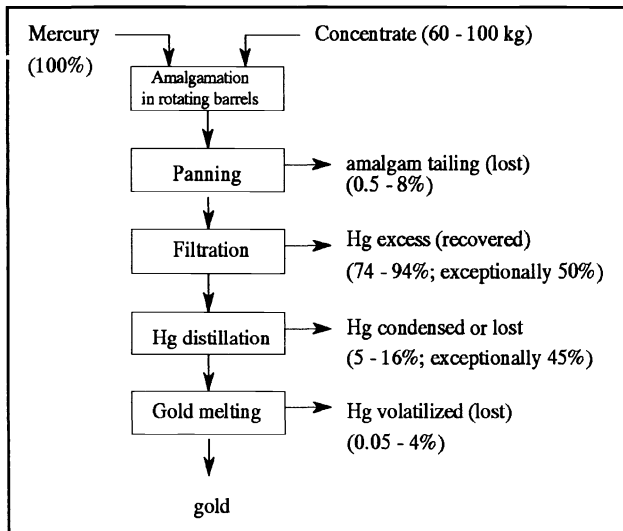 Mercury
(100%)
Concentrate (60 - 100 kg)
Amalgamation
in rotating barrels
Panning
amalgam tailing (lost)
(0.5 - 8%)
Filtration
Hg excess (recovered)
(74 - 94%; exceptionally 50%)
Hg distillation
Hg condensed or lost
(5 - 16%; exceptionally 45%)
Gold melting
Hg volatilized (lost)
(0.05 - 4%)
gold